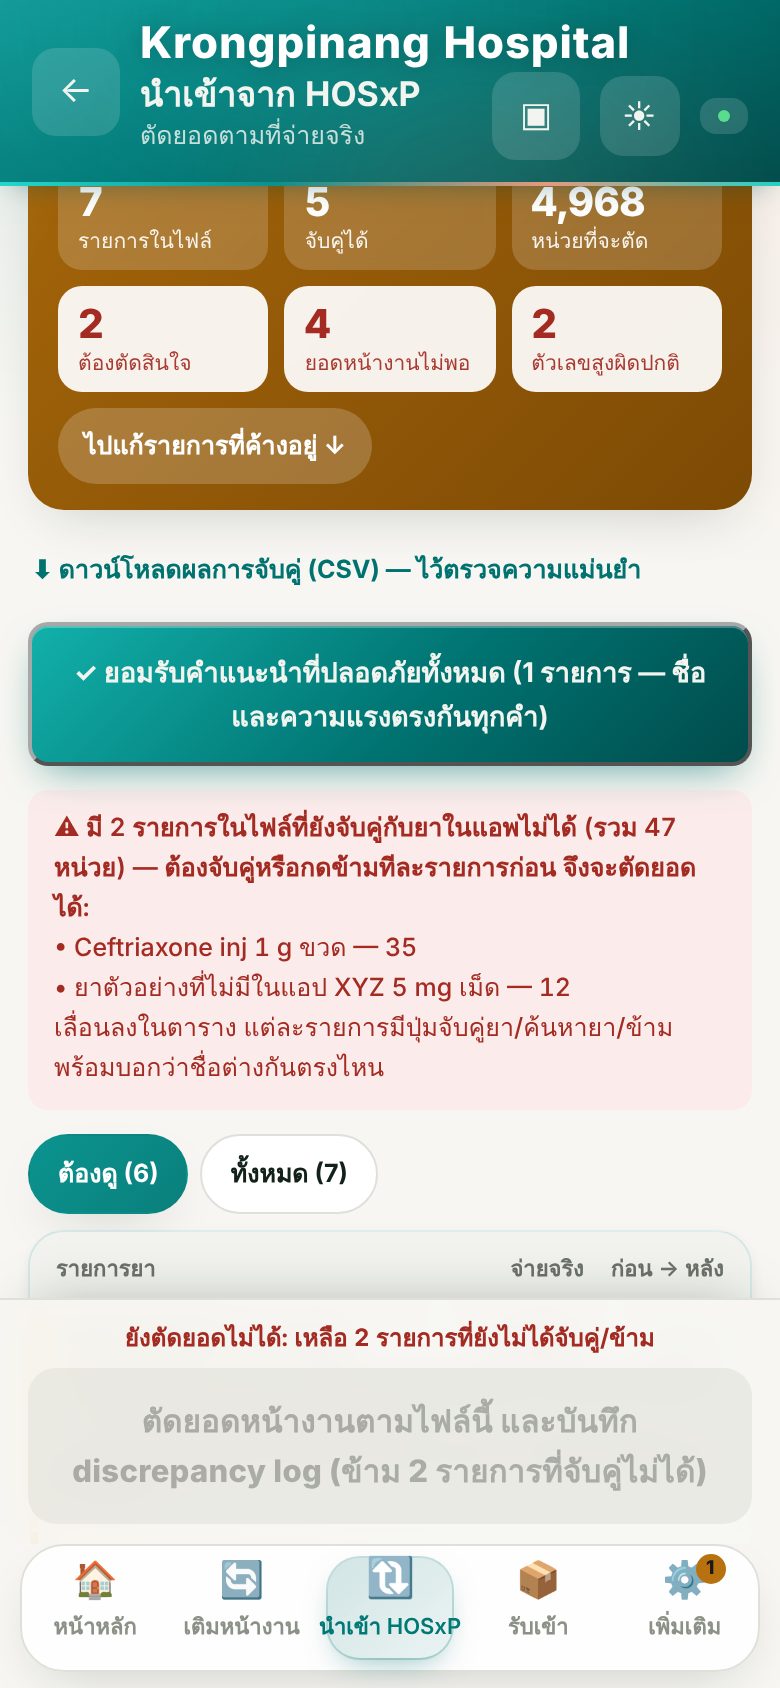 Krongpinang Hospital
นำเข้าจาก HOSxP
ตัดยอดตามที่จ่ายจริง
7
รายการในไฟล์
5
จับคู่ได้
4,968
หน่วยที่จะตัด
2
ต้องตัดสินใจ
4
ยอดหน้างานไม่พอ
2
ตัวเลขสูงผิดปกติ
ไปแก้รายการที่ค้างอยู่ ↓
⬇ ดาวน์โหลดผลการจับคู่ (CSV) — ไว้ตรวจความแม่นยำ
✓ ยอมรับคำแนะนำที่ปลอดภัยทั้งหมด (1 รายการ — ชื่อ
และความแรงตรงกันทุกคำ)
⚠ มี 2 รายการในไฟล์ที่ยังจับคู่กับยาในแอพไม่ได้ (รวม 47
หน่วย) — ต้องจับคู่หรือกดข้ามทีละรายการก่อน จึงจะตัดยอด
ได้:
• Ceftriaxone inj 1 g ขวด — 35
• ยาตัวอย่างที่ไม่มีในแอป XYZ 5 mg เม็ด — 12
เลื่อนลงในตาราง แต่ละรายการมีปุ่มจับคู่ยา/ค้นหายา/ข้าม
พร้อมบอกว่าชื่อต่างกันตรงไหน
ต้องดู (6)
ทั้งหมด (7)
รายการยา จ่ายจริง ก่อน → หลัง
ยังตัดยอดไม่ได้: เหลือ 2 รายการที่ยังไม่ได้จับคู่/ข้าม
ตัดยอดหน้างานตามไฟล์นี้ และบันทึก
discrepancy log (ข้าม 2 รายการที่จับคู่ไม่ได้)
1
หน้าหลัก
เติมหน้างาน
นำเข้า HOSxP
รับเข้า
เพิ่มเติม